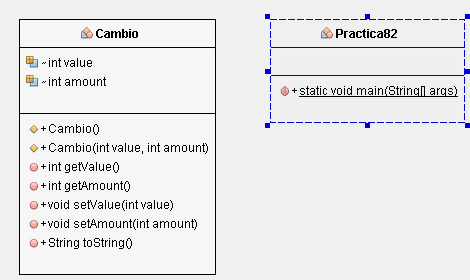 Cambio
~int value
~int amount
+Cambio()
+Cambio(int value, int amount)
+int getValue()
+int getAmount()
+void setValue(int value)
+void setAmount(int amount)
+String toString()
Practica82
+static void main(String[] args)